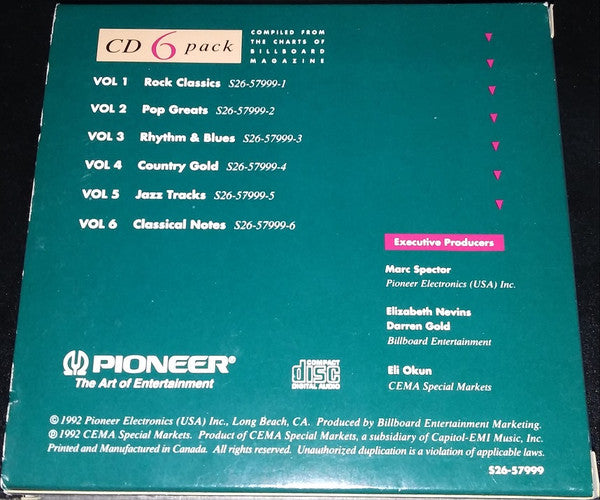 CD 6 pack
COMPILED FROM
THE CHARTS OF
BILLBOARD
MAGAZINE
VOL 1 Rock Classics S26-57999-1
VOL 2 Pop Greats S26-57999-2
VOL 3 Rhythm & Blues S26-57999-3
VOL 4 Country Gold S26-57999-4
VOL 5 Jazz Tracks S26-57999-5
VOL 6 Classical Notes S26-57999-6
Executive Producers
Marc Spector
Pioneer Electronics (USA) Inc.
Elizabeth Nevins
Darren Gold
Billboard Entertainment
Eli Okun
CEMA Special Markets
PIONEER®
The Art of Entertainment
COMPACT
disc
DIGITAL AUDIO
© 1992 Pioneer Electronics (USA) Inc., Long Beach, CA. Produced by Billboard Entertainment Marketing.
℗ 1992 CEMA Special Markets. Product of CEMA Special Markets, a subsidiary of Capitol-EMI Music, Inc.
Printed and Manufactured in Canada. All rights reserved. Unauthorized duplication is a violation of applicable laws.
S26-57999